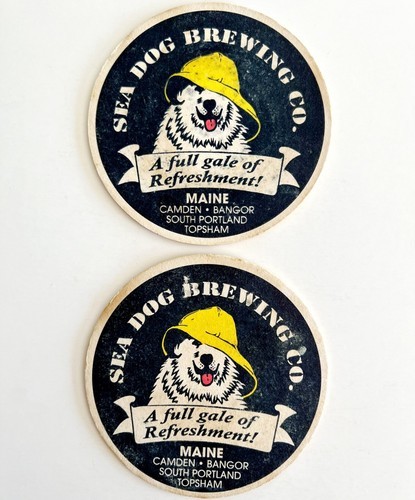 SEA DOG BREWING CO.
A full gale of
Refreshment!
MAINE
CAMDEN • BANGOR
SOUTH PORTLAND
TOPSHAM
SEA DOG BREWING CO.
A full gale of
Refreshment!
MAINE
CAMDEN • BANGOR
SOUTH PORTLAND
TOPSHAM